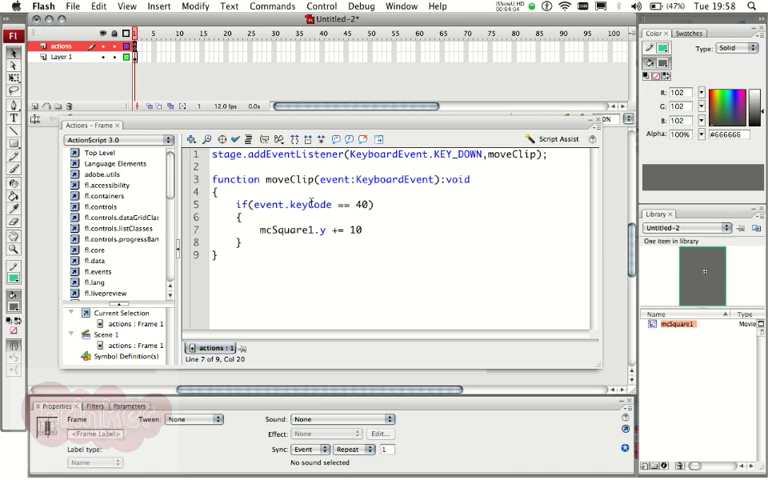 Flash File Edit View Insert Modify Text Commands Control Debug Window Help 00:04:04 (47%) Tue 19:58
Untitled-2*
actions
Layer 1
1 5 10 15 20 25 30 35 40 45 50 55 60 65 70 75 80 85 90 95 100
1 12.0 fps 0.0s
Actions - Frame
ActionScript 3.0
Script Assist
Top Level
Language Elements
adobe.utils
fl.accessibility
fl.containers
fl.controls
fl.controls.dataGridClas
fl.controls.listClasses
fl.controls.progressBar
fl.core
fl.data
fl.events
fl.lang
fl.livepreview
Current Selection
actions : Frame 1
Scene 1
actions : Frame 1
Symbol Definition(s)
1 stage.addEventListener(KeyboardEvent.KEY_DOWN,moveClip);
2
3 function moveClip(event:KeyboardEvent):void
4 {
5 if(event.keyCode == 40)
6 {
7 mcSquare1.y += 10
8 }
9 }
actions : 1
Line 7 of 9, Col 20
Properties Filters Parameters
Frame
<Frame Label>
Label type:
Name
Tween: None
Sound: None
Effect: None Edit...
Sync: Event Repeat 1
No sound selected
Color Swatches
Type: Solid
R: 102
G: 102
B: 102
Alpha: 100% #666666
Library
Untitled-2
One item in library
Name Type
mcSquare1 Movie